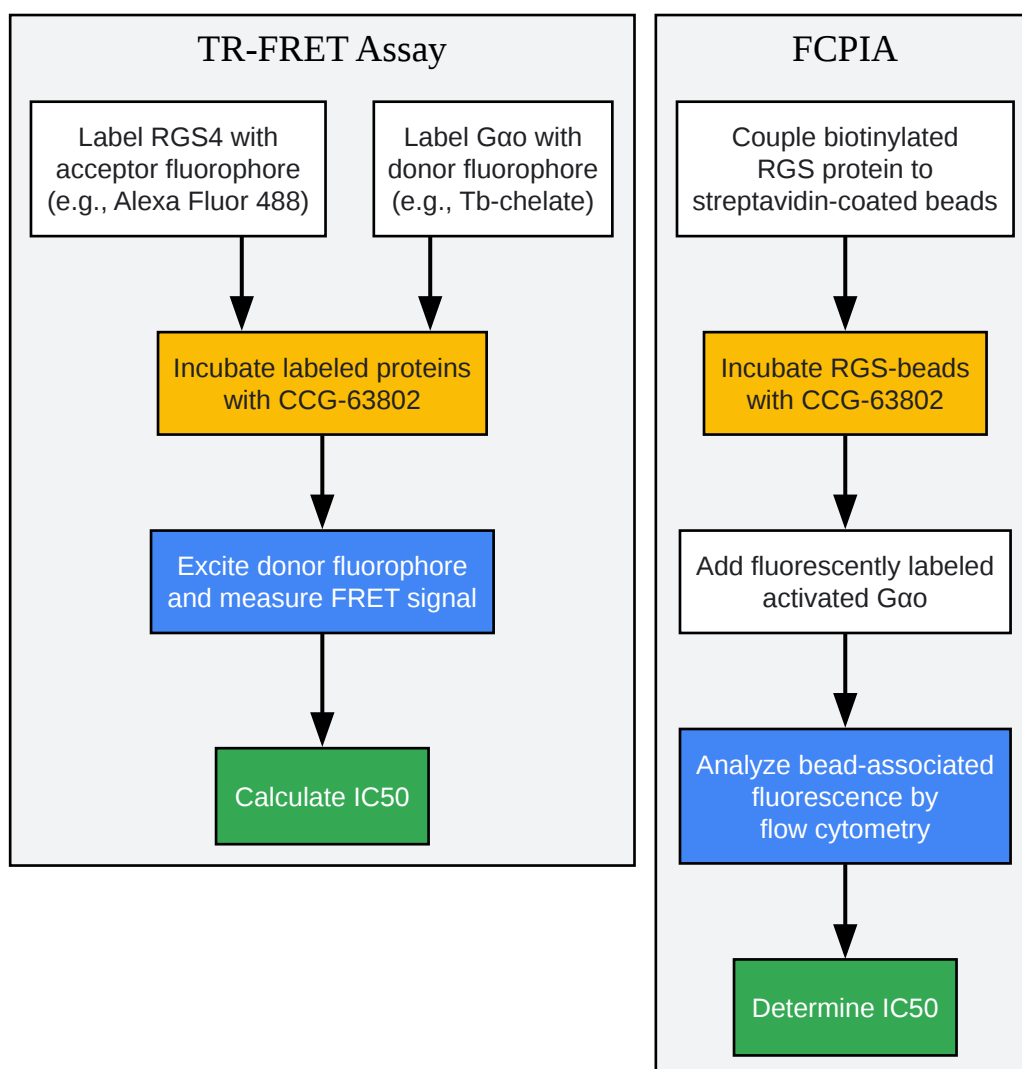 TR-FRET Assay
Label RGS4 with
acceptor fluorophore
(e.g., Alexa Fluor 488)
Label Gαo with
donor fluorophore
(e.g., Tb-chelate)
Incubate labeled proteins
with CCG-63802
Excite donor fluorophore
and measure FRET signal
Calculate IC50
FCPIA
Couple biotinylated
RGS protein to
streptavidin-coated beads
Incubate RGS-beads
with CCG-63802
Add fluorescently labeled
activated Gαo
Analyze bead-associated
fluorescence by
flow cytometry
Determine IC50